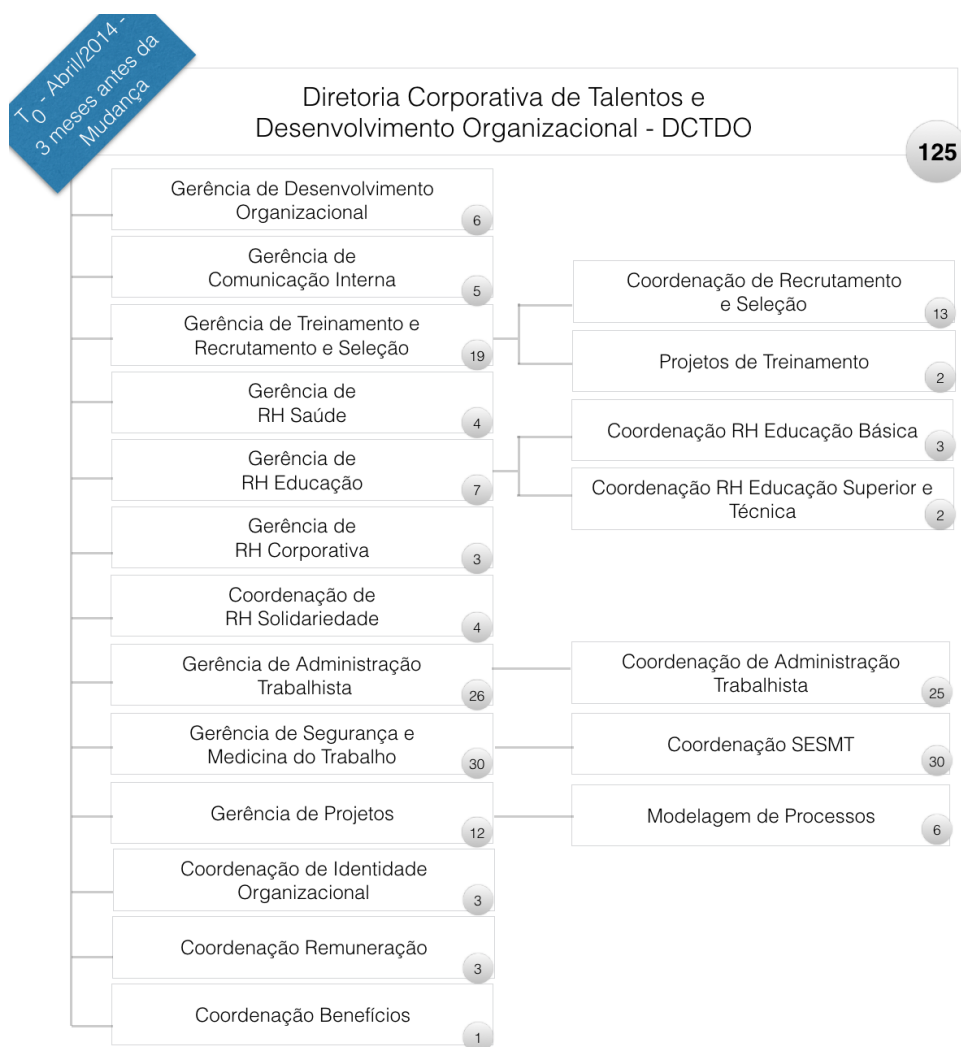 T0 - Abril/2014 -
3 meses antes da
Mudança
Diretoria Corporativa de Talentos e
Desenvolvimento Organizacional - DCTDO
125
Gerência de Desenvolvimento
Organizacional
6
Gerência de
Comunicação Interna
5
Gerência de Treinamento e
Recrutamento e Seleção
19
Coordenação de Recrutamento
e Seleção
13
Projetos de Treinamento
2
Gerência de
RH Saúde
4
Gerência de
RH Educação
7
Coordenação RH Educação Básica
3
Coordenação RH Educação Superior e
Técnica
2
Gerência de
RH Corporativa
3
Coordenação de
RH Solidariedade
4
Gerência de Administração
Trabalhista
26
Coordenação de Administração
Trabalhista
25
Gerência de Segurança e
Medicina do Trabalho
30
Coordenação SESMT
30
Gerência de Projetos
12
Modelagem de Processos
6
Coordenação de Identidade
Organizacional
3
Coordenação Remuneração
3
Coordenação Benefícios
1